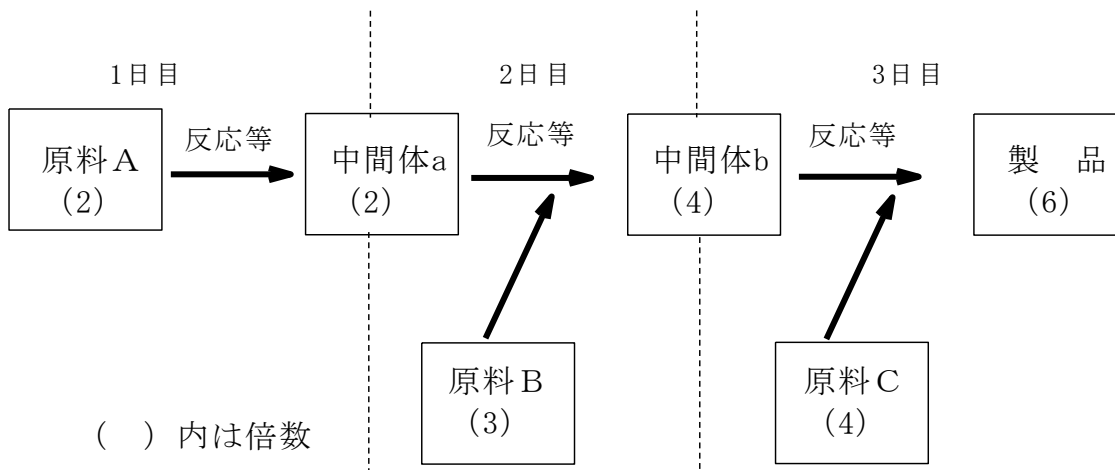 1日目
2日目
3日目
原料A
(2)
反応等
中間体a
(2)
反応等
中間体b
(4)
反応等
製　品
(6)
原料B
(3)
原料C
(4)
(　) 内は倍数